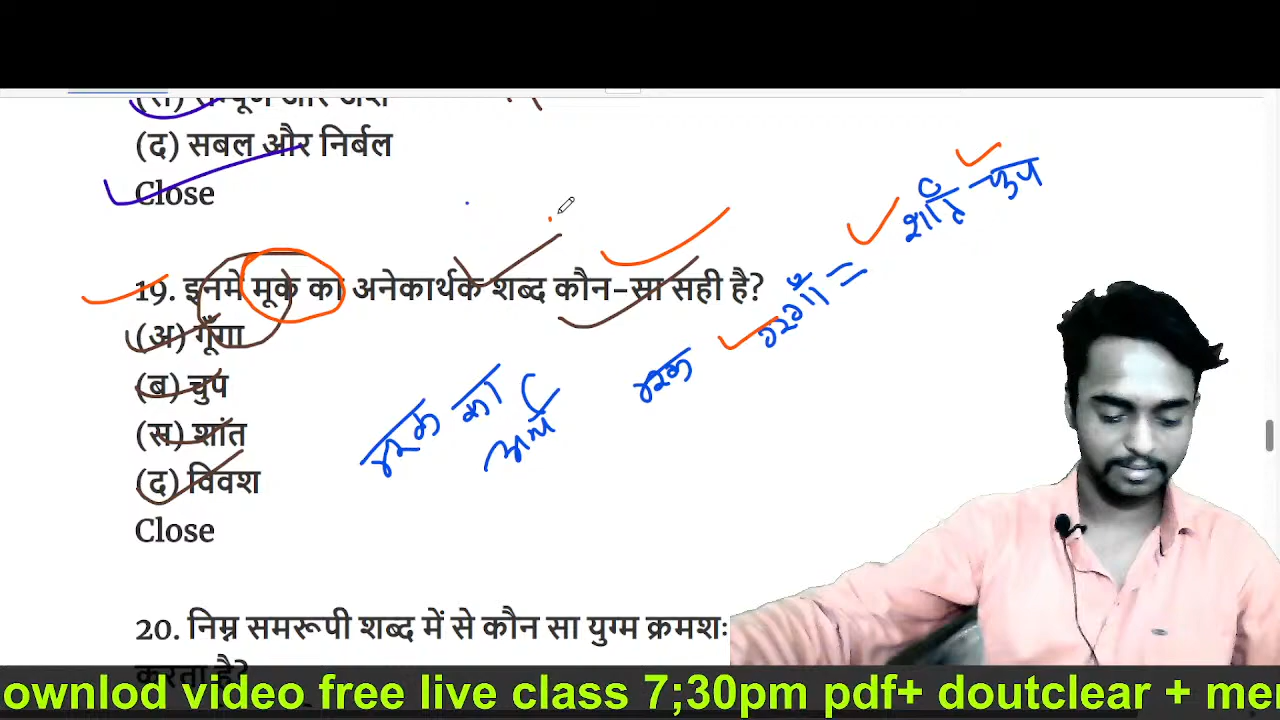 (द) सबल और निर्बल
Close
19. इनमे मूक का अनेकार्थक शब्द कौन-सा सही है?
(अ) गूँगा
(ब) चुप
(स) शांत
(द) विवश
Close
मूक का
अर्थ
मूक
गूगाँ =
शांत चुप
20. निम्न समरूपी शब्द में से कौन सा युग्म क्रमशः
करता है?
ownlod video free live class 7;30pm pdf+ doutclear + me